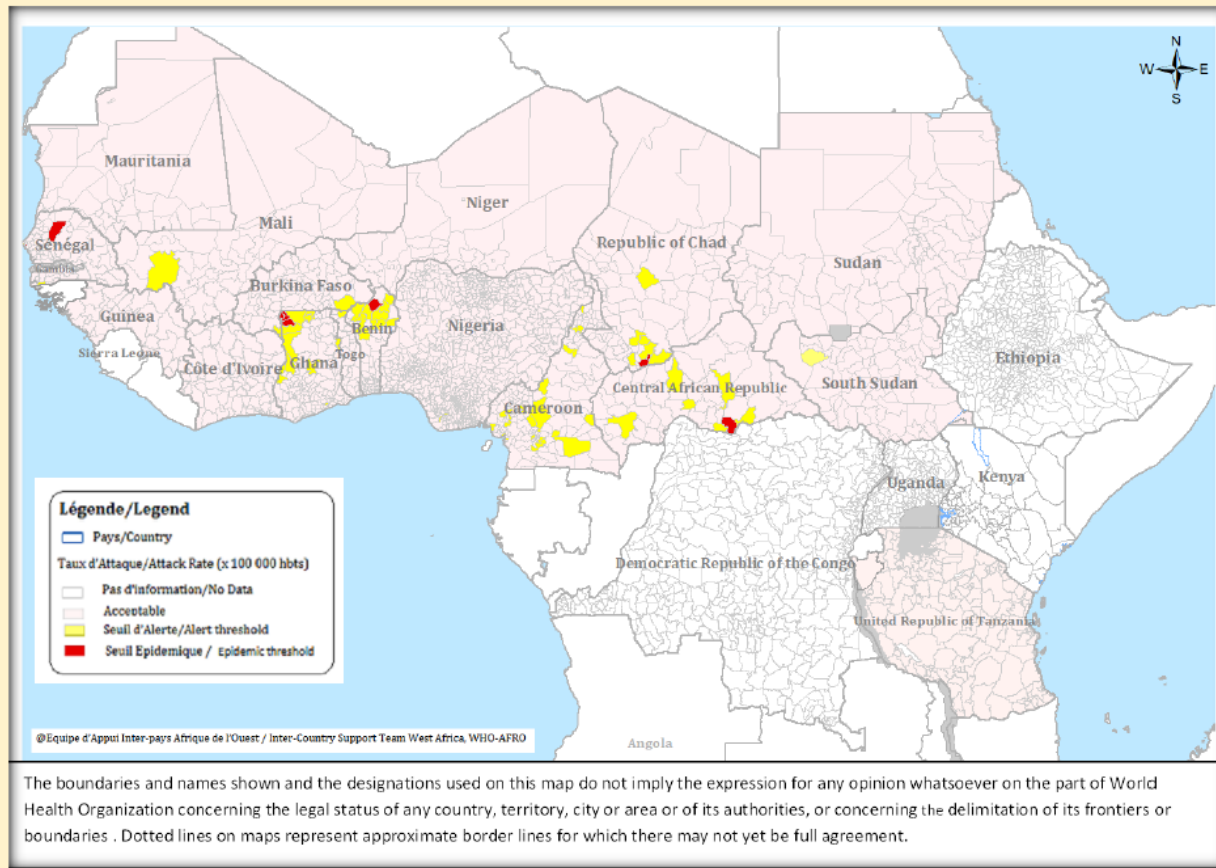 N
W E
S
Mauritania
Mali
Niger
Republic of Chad
Sudan
Sénégal
Gambia
Burkina Faso
Guinea
Benin
Nigeria
Ethiopia
Sierra Leone
Côte d'Ivoire
Ghana
Togo
Central African Republic
South Sudan
Cameroon
Uganda
Kenya
Democratic Republic of the Congo
United Republic of Tanzania
Angola
Légende/Legend
Pays/Country
Taux d'Attaque/Attack Rate (x 100 000 hbts)
Pas d'information/No Data
Acceptable
Seuil d'Alerte/Alert threshold
Seuil Epidemique / Epidemic threshold
@Equipe d'Appui Inter-pays Afrique de l'Ouest / Inter-Country Support Team West Africa, WHO-AFRO
The boundaries and names shown and the designations used on this map do not imply the expression for any opinion whatsoever on the part of World
Health Organization concerning the legal status of any country, territory, city or area or of its authorities, or concerning the delimitation of its frontiers or
boundaries . Dotted lines on maps represent approximate border lines for which there may not yet be full agreement.